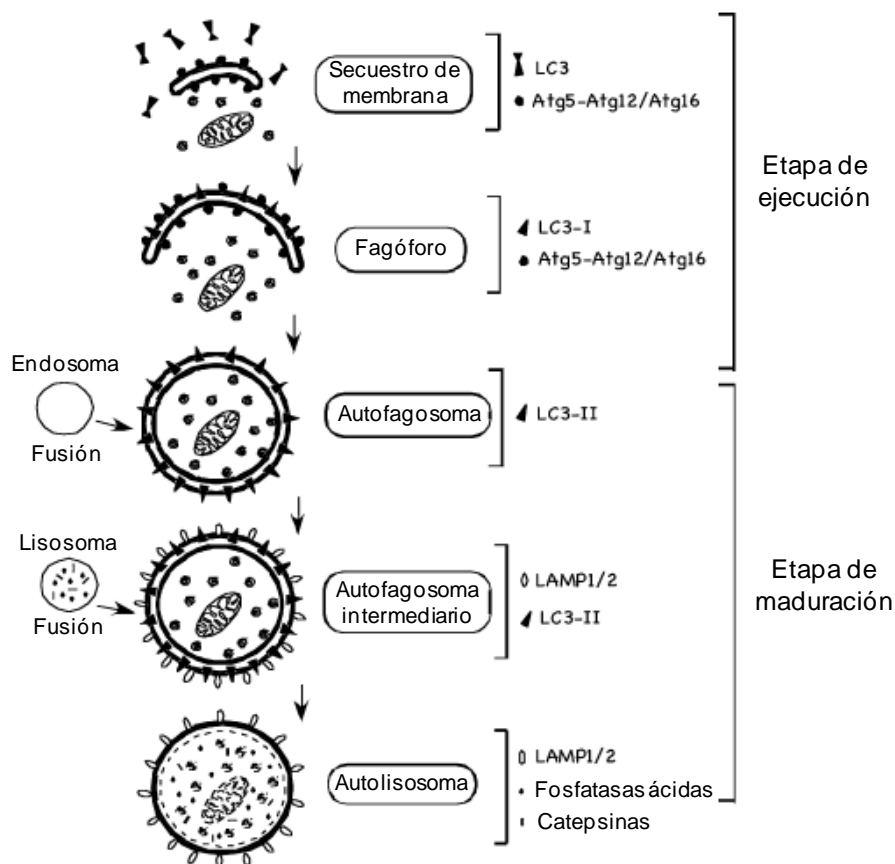 Secuestro de
membrana
LC3
Atg5-Atg12/Atg16
Etapa de
ejecución
Fagóforo
LC3-I
Atg5-Atg12/Atg16
Endosoma
Fusión
Autofagosoma
LC3-II
Lisosoma
Fusión
Autofagosoma
intermediario
LAMP1/2
LC3-II
Etapa de
maduración
Autolisosoma
LAMP1/2
Fosfatasas ácidas
Catepsinas